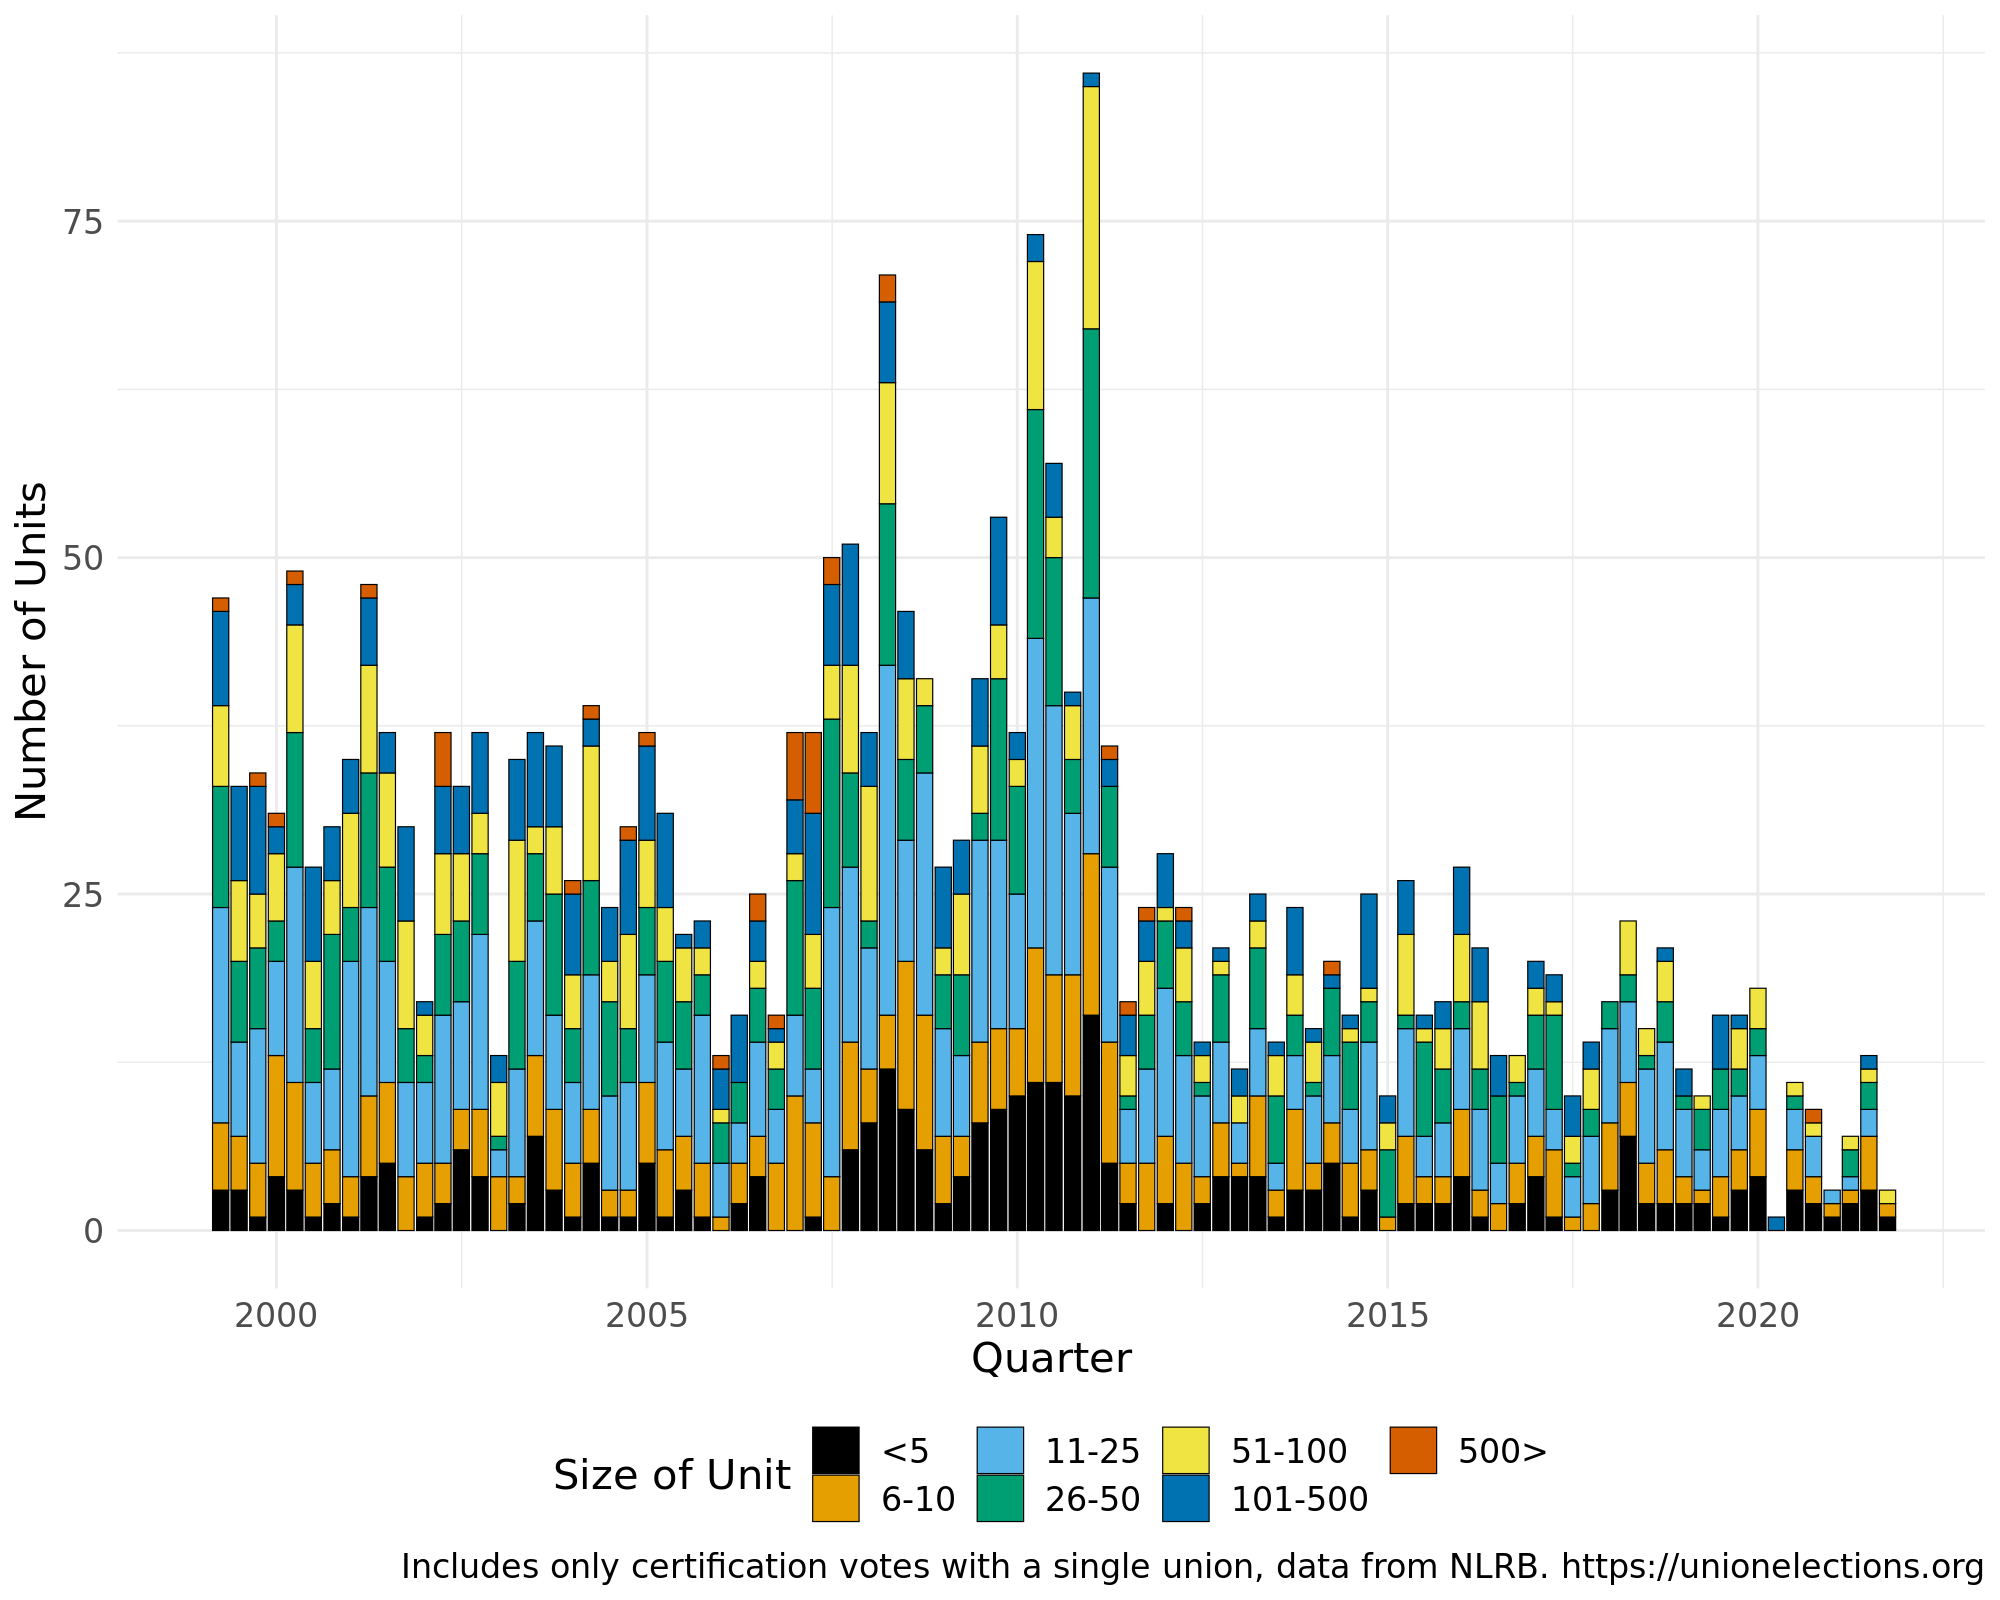 75
50
25
0
Number of Units
2000 2005 2010 2015 2020
Quarter
Size of Unit
<5 11-25 51-100 500>
6-10 26-50 101-500
Includes only certification votes with a single union, data from NLRB. https://unionelections.org